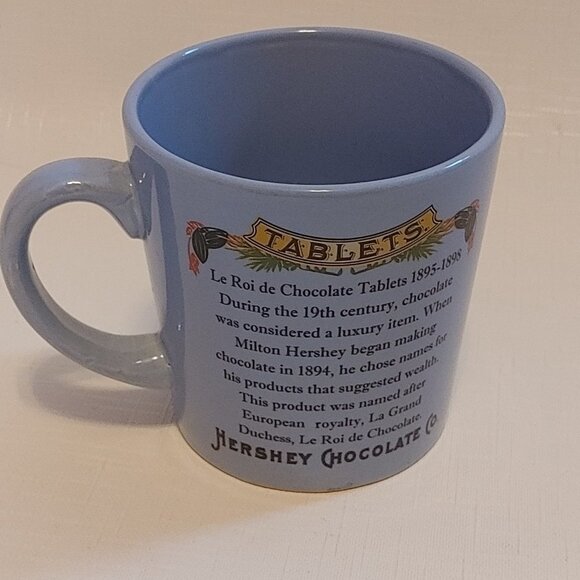 TABLETS
Le Roi de Chocolate Tablets 1895-1898
During the 19th century, chocolate
was considered a luxury item. When
Milton Hershey began making
chocolate in 1894, he chose names for
his products that suggested wealth.
This product was named after
European royalty, La Grand
Duchess, Le Roi de Chocolate.
HERSHEY CHOCOLATE CO.